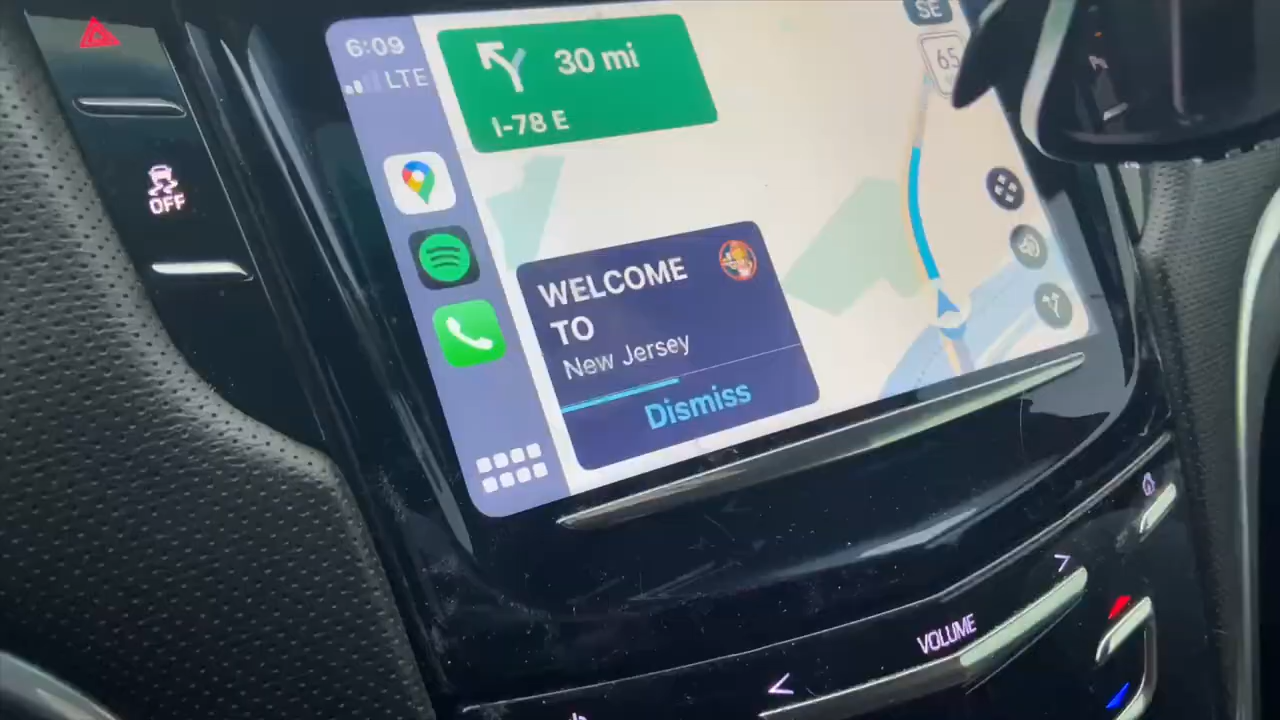 6:09
LTE
30 mi
I-78 E
SE
65
OFF
WELCOME
TO
New Jersey
Dismiss
VOLUME